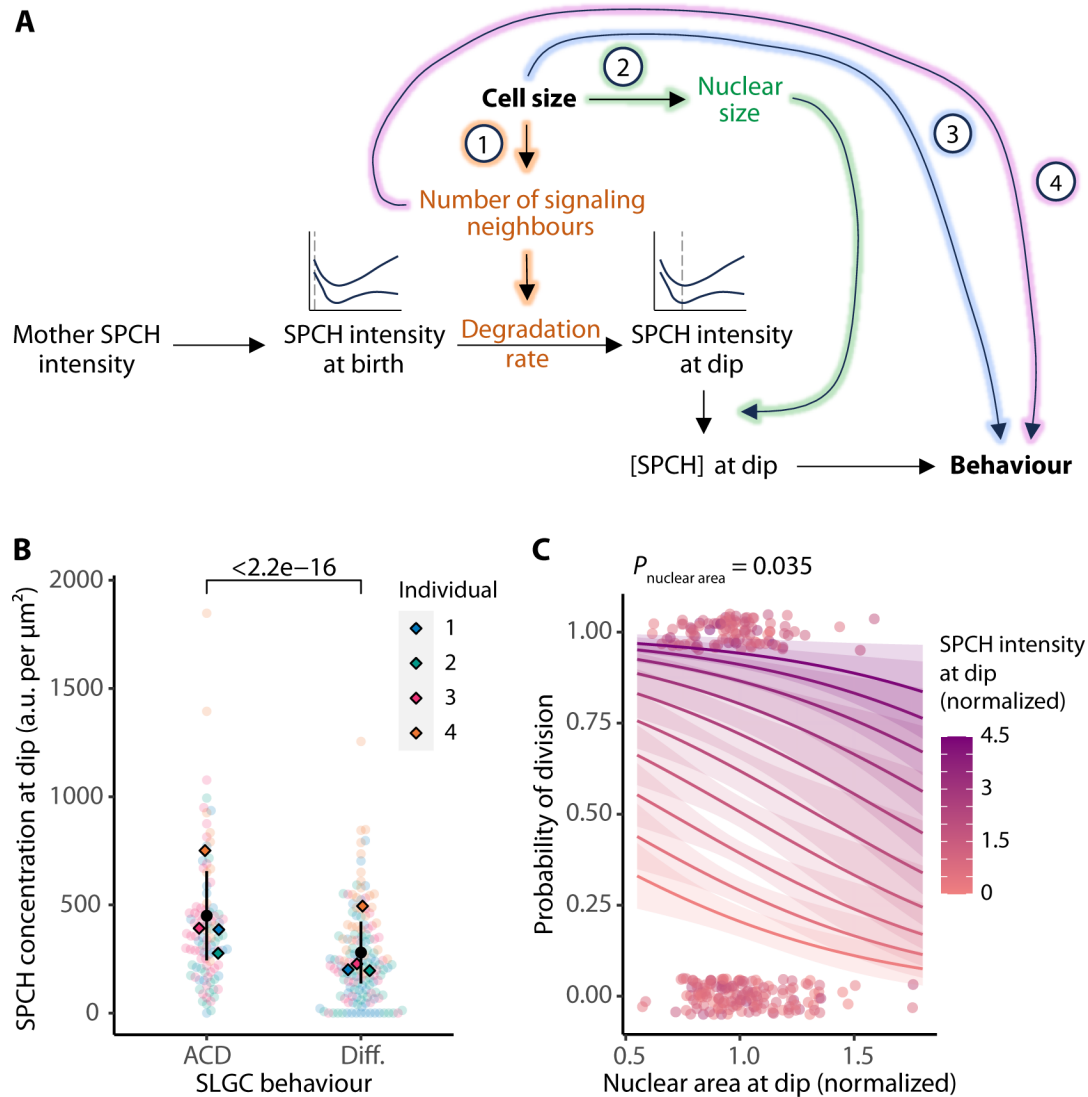 A
Cell size
2
Nuclear
size
1
3
4
Number of signaling
neighbours
Mother SPCH
intensity
SPCH intensity
at birth
Degradation
rate
SPCH intensity
at dip
[SPCH] at dip
Behaviour
B
<2.2e−16
SPCH concentration at dip (a.u. per µm²)
2000
1500
1000
500
0
ACD
Diff.
SLGC behaviour
Individual
1
2
3
4
C
Pnuclear area = 0.035
Probability of division
1.00
0.75
0.50
0.25
0.00
0.5
1.0
1.5
Nuclear area at dip (normalized)
SPCH intensity
at dip
(normalized)
4.5
3
1.5
0